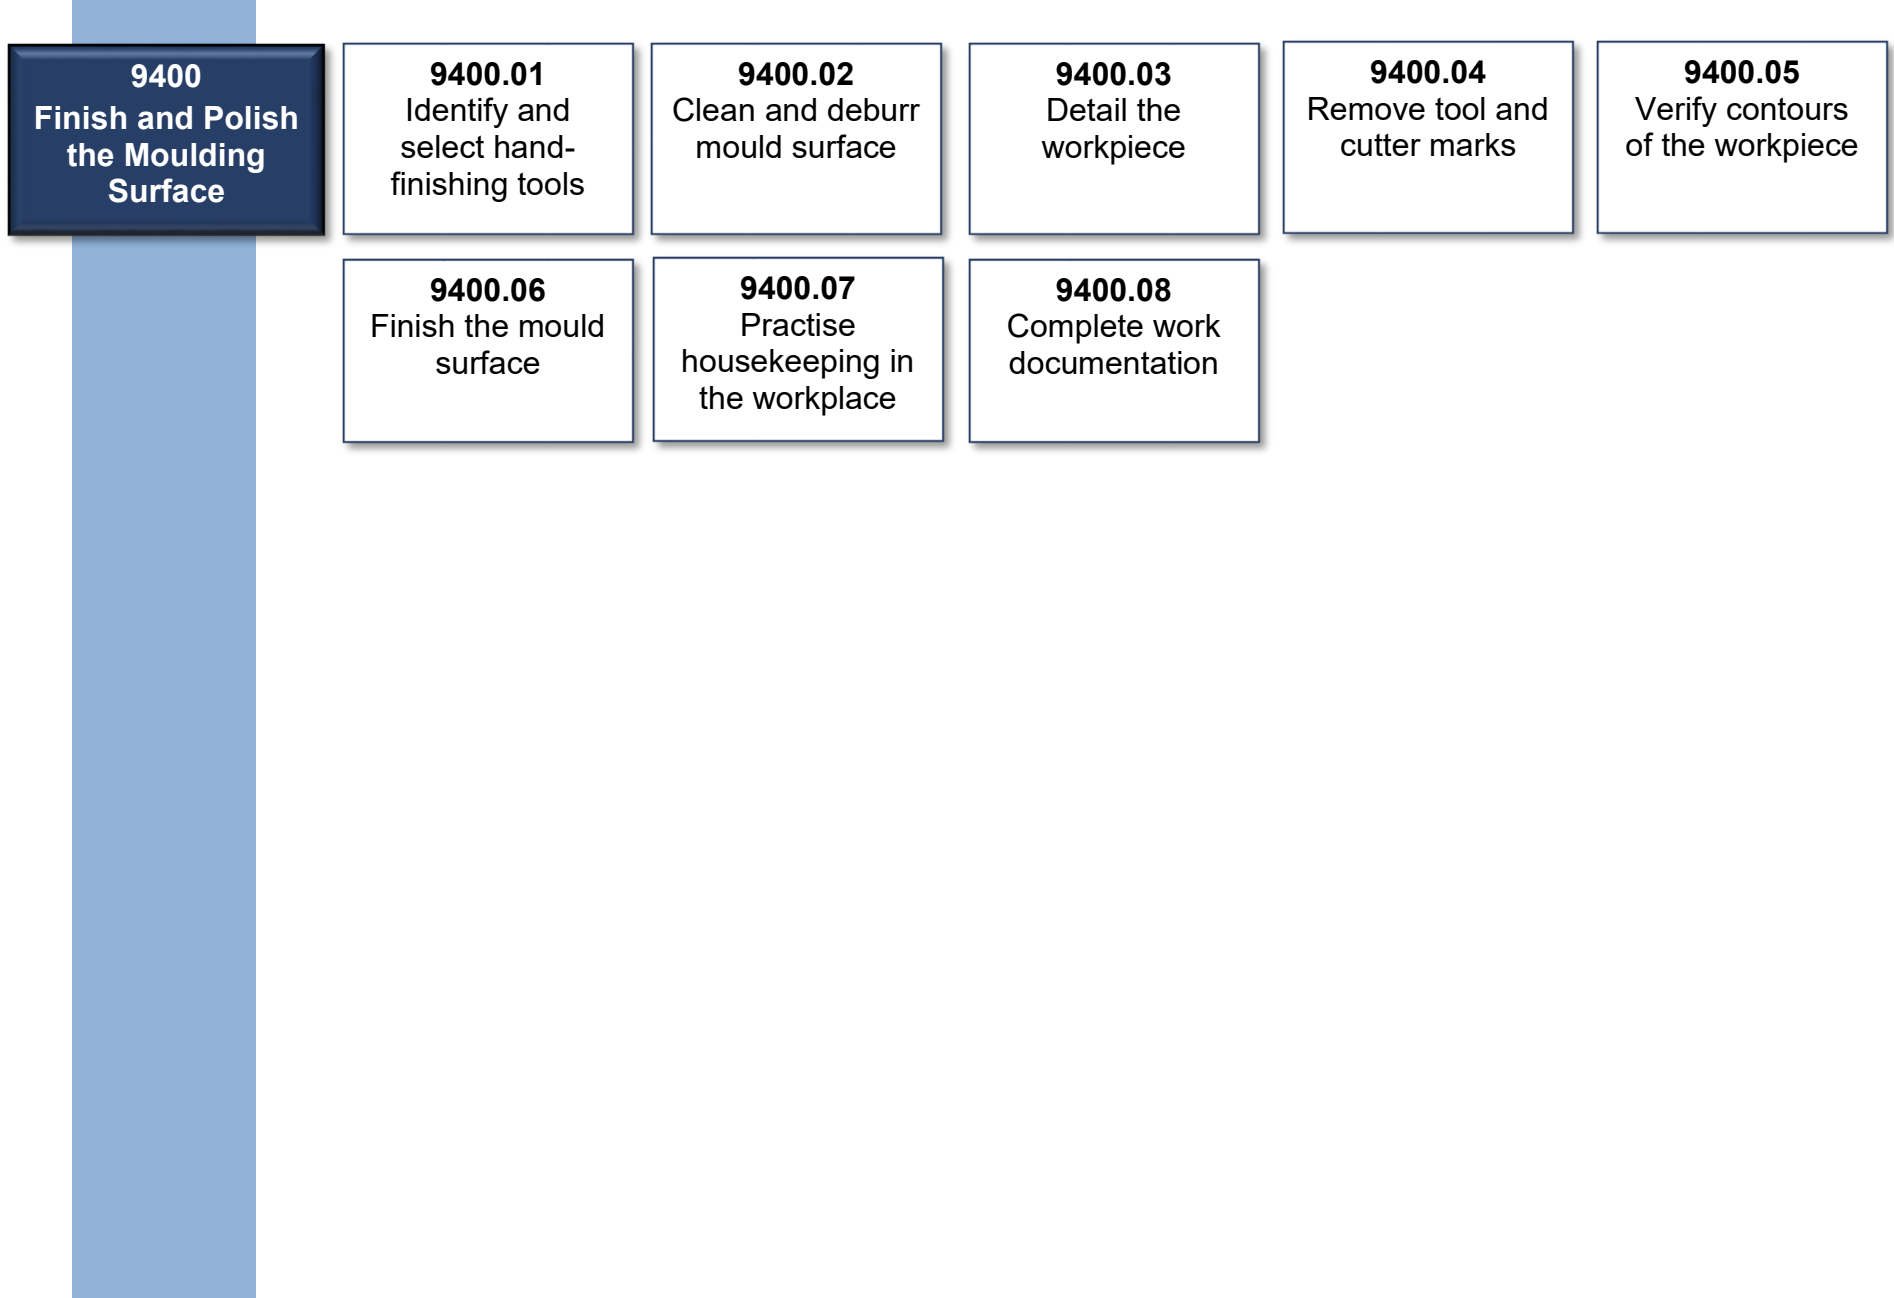 9400
Finish and Polish
the Moulding
Surface
9400.01
Identify and
select hand-
finishing tools
9400.02
Clean and deburr
mould surface
9400.03
Detail the
workpiece
9400.04
Remove tool and
cutter marks
9400.05
Verify contours
of the workpiece
9400.06
Finish the mould
surface
9400.07
Practise
housekeeping in
the workplace
9400.08
Complete work
documentation